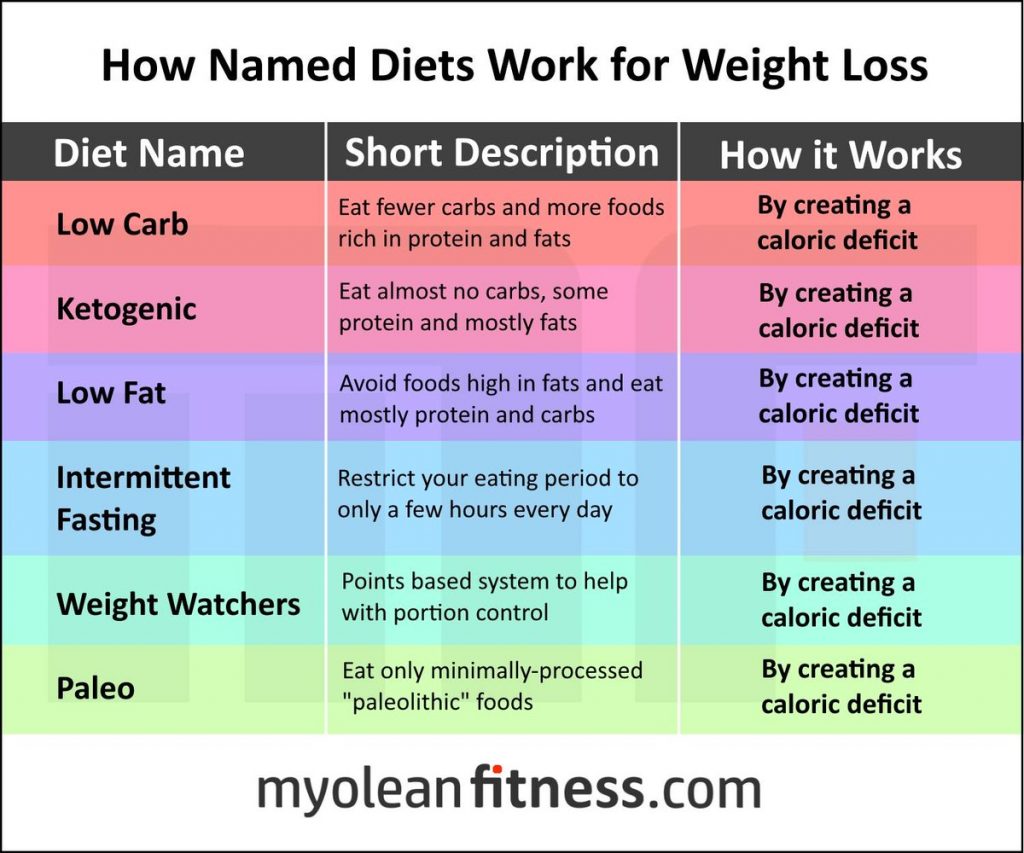 How Named Diets Work for Weight Loss
Diet Name
Short Description
How it Works
Low Carb
Eat fewer carbs and more foods
rich in protein and fats
By creating a
caloric deficit
Ketogenic
Eat almost no carbs, some
protein and mostly fats
By creating a
caloric deficit
Low Fat
Avoid foods high in fats and eat
mostly protein and carbs
By creating a
caloric deficit
Intermittent
Fasting
Restrict your eating period to
only a few hours every day
By creating a
caloric deficit
Weight Watchers
Points based system to help
with portion control
By creating a
caloric deficit
Paleo
Eat only minimally-processed
"paleolithic" foods
By creating a
caloric deficit
myoleanfitness.com